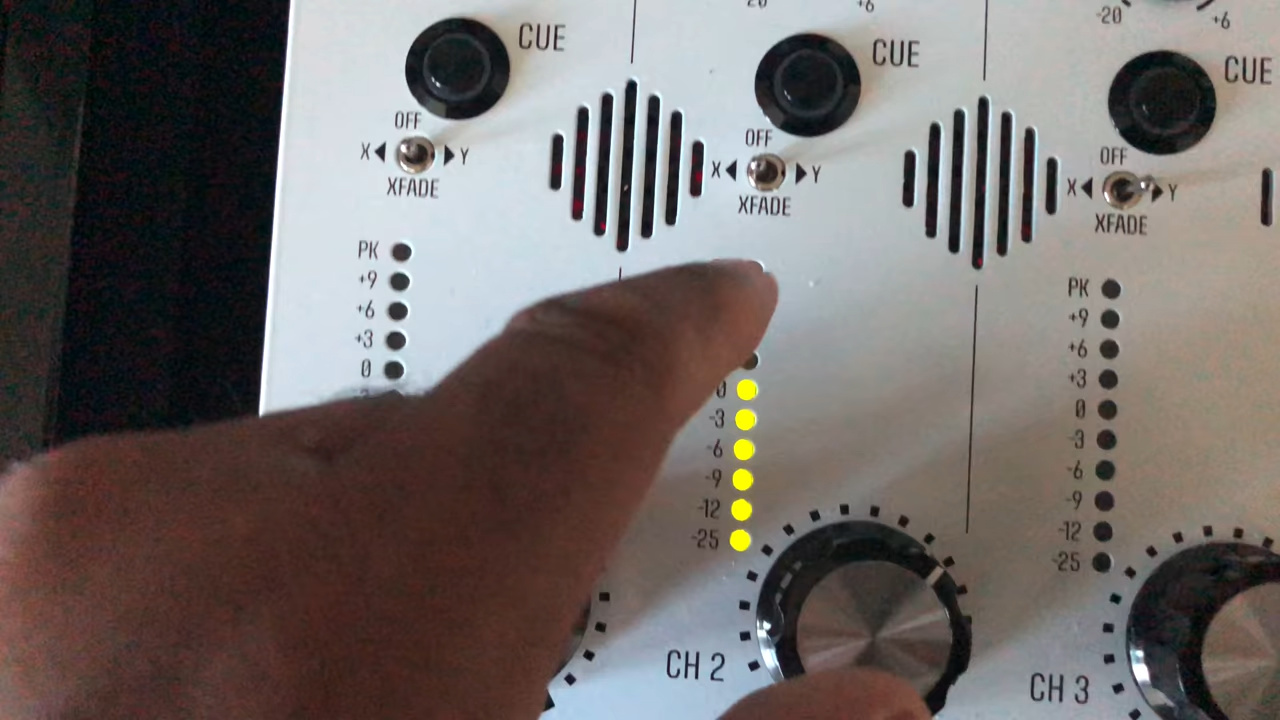 20 +6
-20 +6
CUE
CUE
CUE
OFF
X Y
XFADE
OFF
X Y
XFADE
OFF
X Y
XFADE
PK
+9
+6
+3
0
0
-3
-6
-9
-12
-25
PK
+9
+6
+3
0
-3
-6
-9
-12
-25
CH 2
CH 3